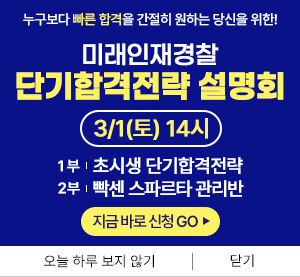 누구보다 빠른 합격을 간절히 원하는 당신을 위한!
미래인재경찰
단기합격전략 설명회
3/1(토) 14시
1부 | 초시생 단기합격전략
2부 | 빡센 스파르타 관리반
지금 바로 신청 GO ▶
오늘 하루 보지 않기 | 닫기